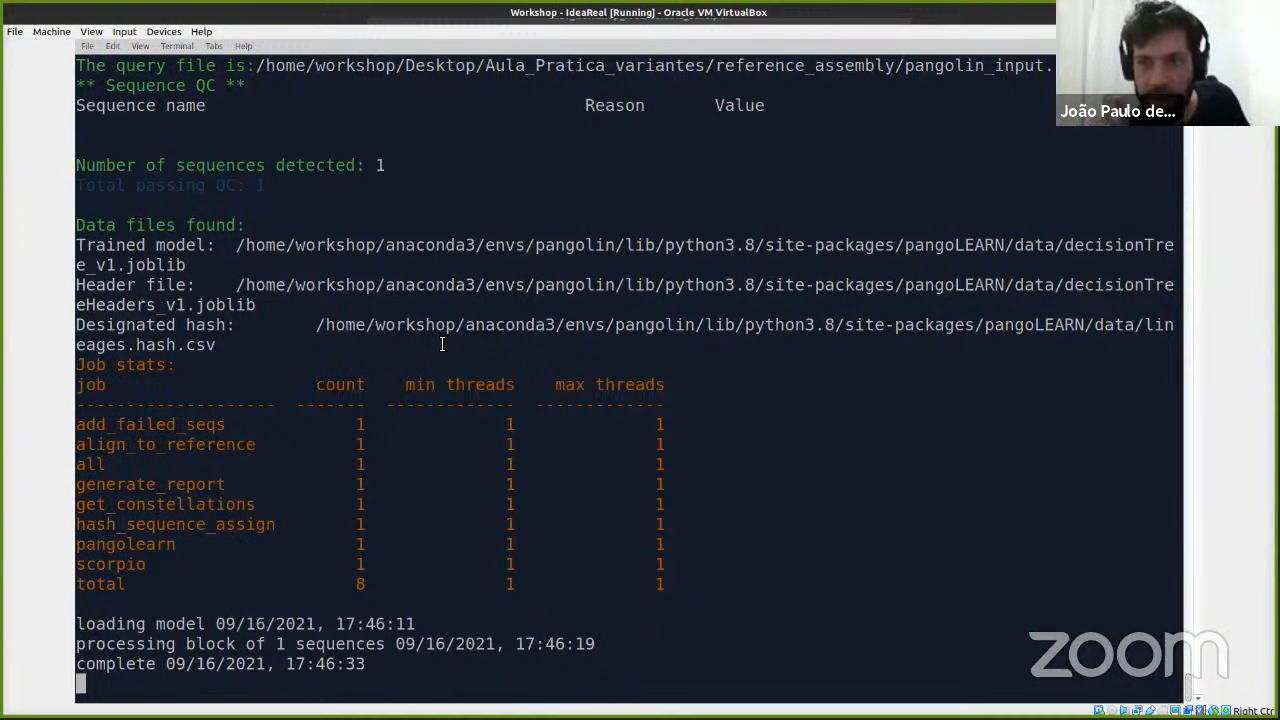 Workshop - IdeaReal [Running] - Oracle VM VirtualBox
File Machine View Input Devices Help
File Edit View Terminal Tabs Help
The query file is:/home/workshop/Desktop/Aula_Pratica_variantes/reference_assembly/pangolin_input.
** Sequence QC **
Sequence name Reason Value
João Paulo de...
Number of sequences detected: 1
Total passing QC: 1
Data files found:
Trained model: /home/workshop/anaconda3/envs/pangolin/lib/python3.8/site-packages/pangoLEARN/data/decisionTre
e_v1.joblib
Header file: /home/workshop/anaconda3/envs/pangolin/lib/python3.8/site-packages/pangoLEARN/data/decisionTre
eHeaders_v1.joblib
Designated hash: /home/workshop/anaconda3/envs/pangolin/lib/python3.8/site-packages/pangoLEARN/data/lin
eages.hash.csv
Job stats:
job count min threads max threads
-------------------- ------- ------------- -------------
add_failed_seqs 1 1 1
align_to_reference 1 1 1
all 1 1 1
generate_report 1 1 1
get_constellations 1 1 1
hash_sequence_assign 1 1 1
pangolearn 1 1 1
scorpio 1 1 1
total 8 1 1
loading model 09/16/2021, 17:46:11
processing block of 1 sequences 09/16/2021, 17:46:19
complete 09/16/2021, 17:46:33
zoom
Right Ctr